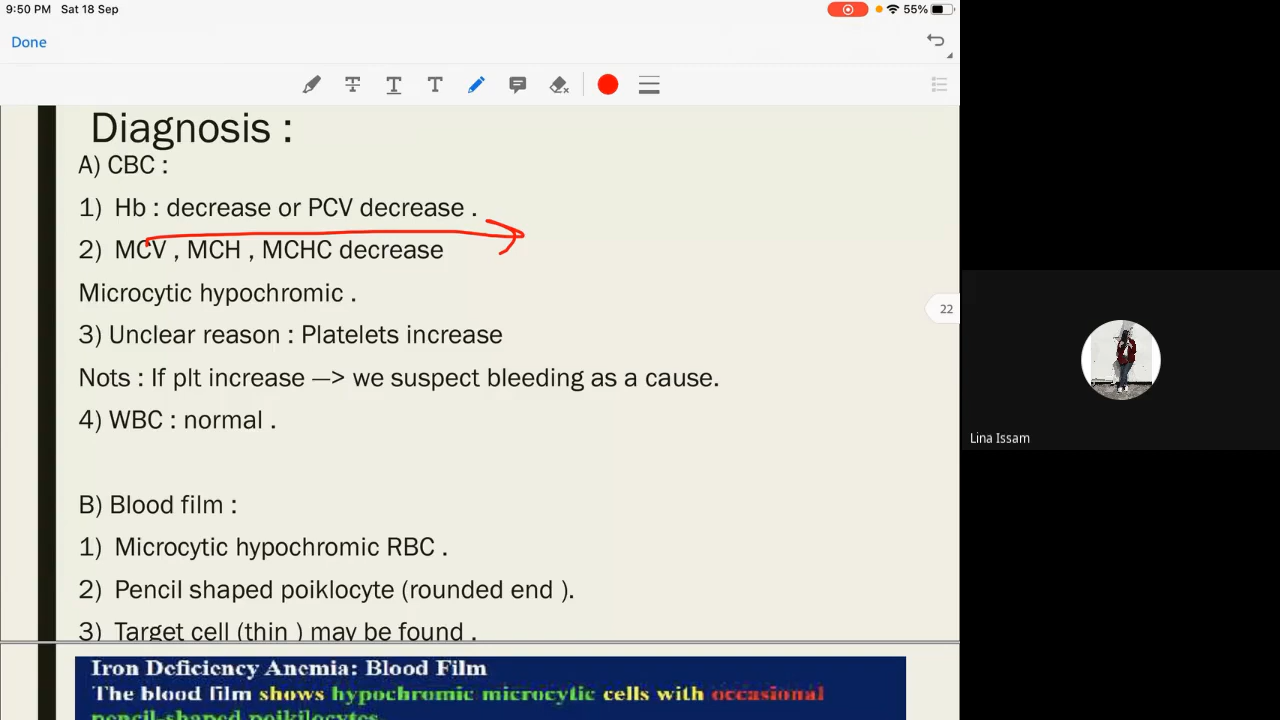 9:50 PM Sat 18 Sep
55%
Done
T T T
Diagnosis :
A) CBC :
1) Hb : decrease or PCV decrease .
2) MCV , MCH , MCHC decrease
Microcytic hypochromic .
22
3) Unclear reason : Platelets increase
Nots : If plt increase —> we suspect bleeding as a cause.
4) WBC : normal .
Lina Issam
B) Blood film :
1) Microcytic hypochromic RBC .
2) Pencil shaped poiklocyte (rounded end ).
3) Target cell (thin ) may be found .
Iron Deficiency Anemia: Blood Film
The blood film shows hypochromic microcytic cells with occasional
pencil-shaped poikilocytes.